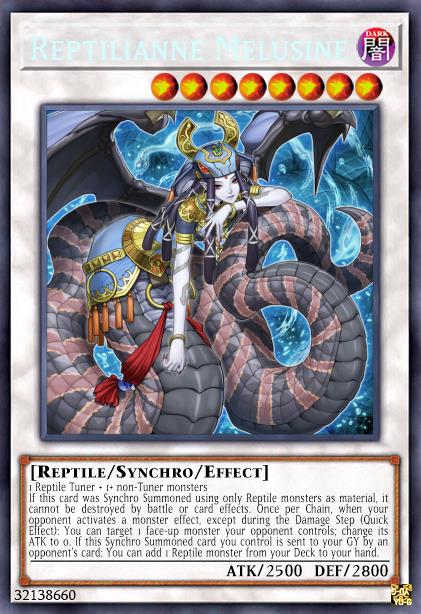 Reptilianne Melusine
DARK
闇
[Reptile/Synchro/Effect]
1 Reptile Tuner + 1+ non-Tuner monsters
If this card was Synchro Summoned using only Reptile monsters as material, it
cannot be destroyed by battle or card effects. Once per Chain, when your
opponent activates a monster effect, except during the Damage Step (Quick
Effect): You can target 1 face-up monster your opponent controls; change its
ATK to 0. If this Synchro Summoned card you control is sent to your GY by an
opponent's card: You can add 1 Reptile monster from your Deck to your hand.
ATK/2500 DEF/2800
32138660